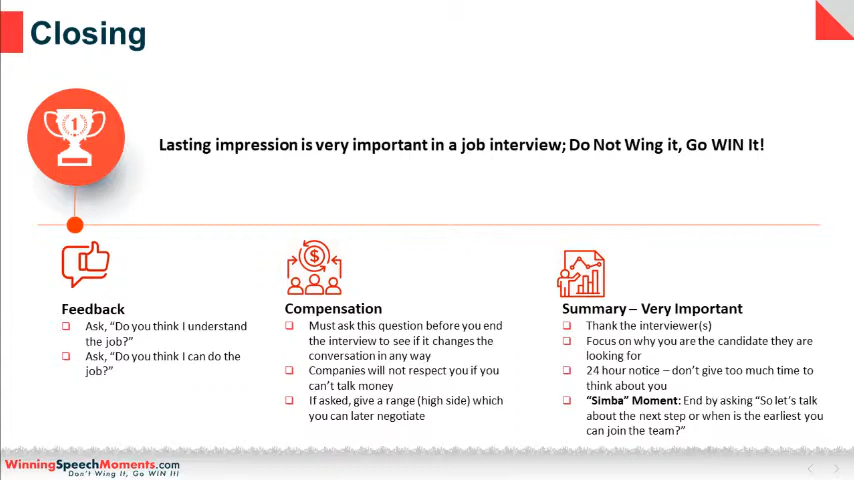 Closing
1
Lasting impression is very important in a job interview; Do Not Wing it, Go WIN It!
Feedback
Ask, “Do you think I understand
the job?”
Ask, “Do you think I can do the
job?”
$
Compensation
Must ask this question before you end
the interview to see if it changes the
conversation in any way
Companies will not respect you if you
can’t talk money
If asked, give a range (high side) which
you can later negotiate
Summary – Very Important
Thank the interviewer(s)
Focus on why you are the candidate they are
looking for
24 hour notice – don’t give too much time to
think about you
“Simba” Moment: End by asking “So let’s talk
about the next step or when is the earliest you
can join the team?”
WinningSpeechMoments.com
Don't Wing It, Go WIN It!